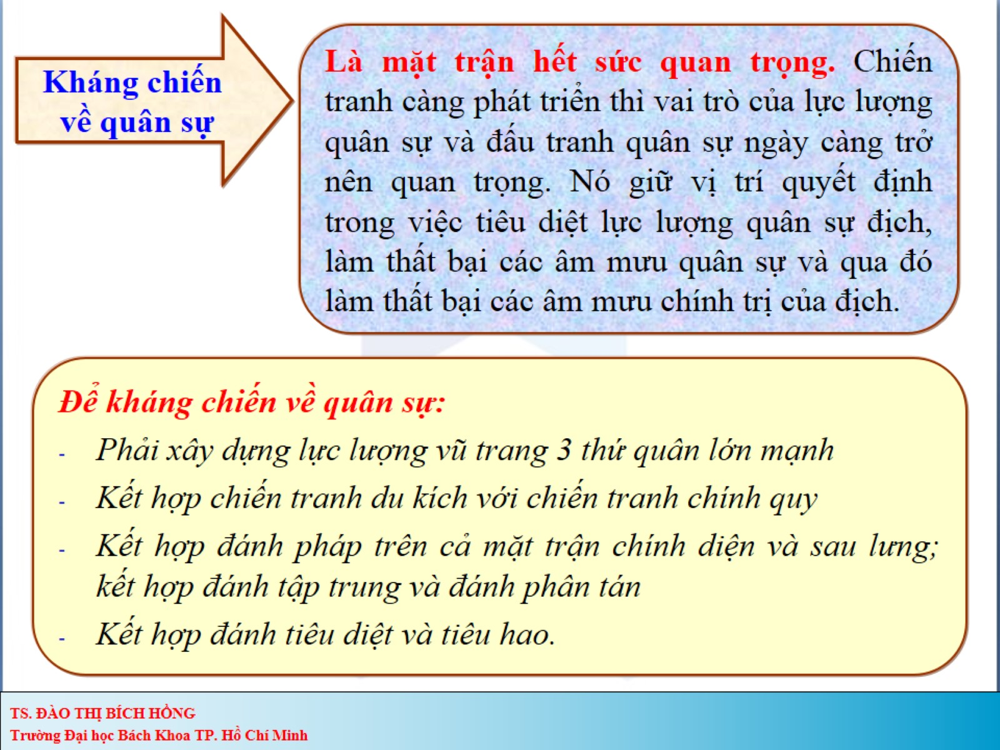 Kháng chiến
về quân sự
Là mặt trận hết sức quan trọng. Chiến
tranh càng phát triển thì vai trò của lực lượng
quân sự và đấu tranh quân sự ngày càng trở
nên quan trọng. Nó giữ vị trí quyết định
trong việc tiêu diệt lực lượng quân sự địch,
làm thất bại các âm mưu quân sự và qua đó
làm thất bại các âm mưu chính trị của địch.
Để kháng chiến về quân sự:
- Phải xây dựng lực lượng vũ trang 3 thứ quân lớn mạnh
- Kết hợp chiến tranh du kích với chiến tranh chính quy
- Kết hợp đánh pháp trên cả mặt trận chính diện và sau lưng;
kết hợp đánh tập trung và đánh phân tán
- Kết hợp đánh tiêu diệt và tiêu hao.
TS. ĐÀO THỊ BÍCH HỒNG
Trường Đại học Bách Khoa TP. Hồ Chí Minh